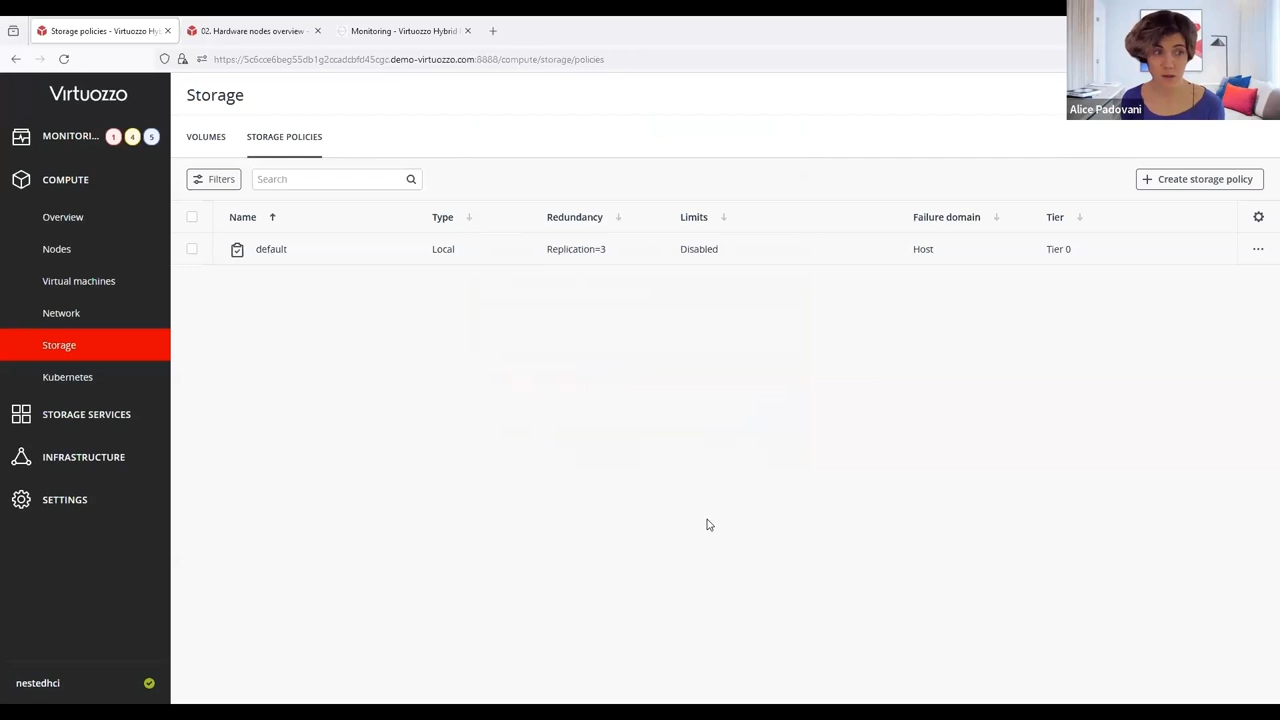 Storage policies - Virtuozzo Hy
02. Hardware nodes overview -
Monitoring - Virtuozzo Hybrid
https://5c6cce6beg55db1g2ccadcbfd45cgc.demo-virtuozzo.com:8888/compute/storage/policies
Alice Padovani
Virtuozzo
MONITORI... 1 4 5
COMPUTE
Overview
Nodes
Virtual machines
Network
Storage
Kubernetes
STORAGE SERVICES
INFRASTRUCTURE
SETTINGS
nestedhci
Storage
VOLUMES STORAGE POLICIES
Filters Search Create storage policy
Name Type Redundancy Limits Failure domain Tier
default Local Replication=3 Disabled Host Tier 0